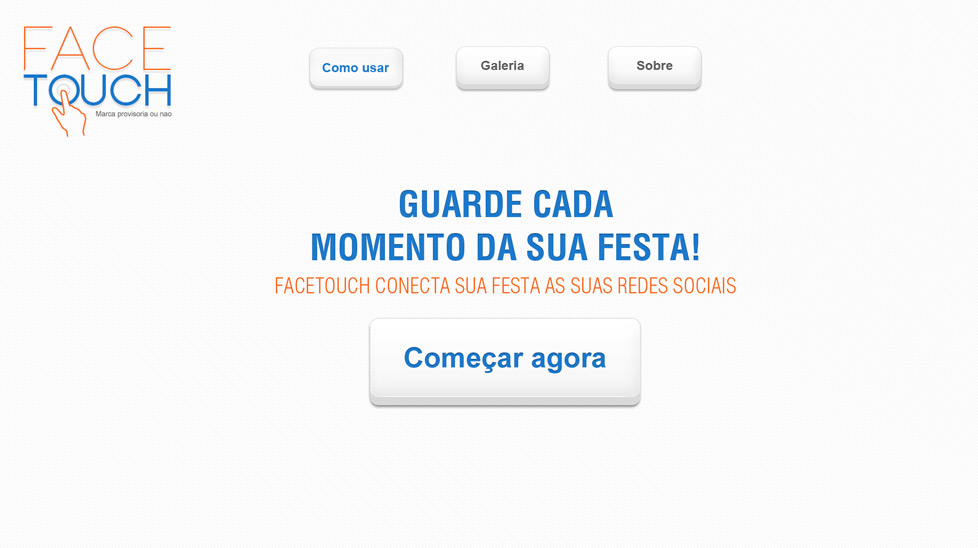 FACE
TOUCH
Marca provisoria ou nao
Como usar
Galeria
Sobre
GUARDE CADA
MOMENTO DA SUA FESTA!
FACETOUCH CONECTA SUA FESTA AS SUAS REDES SOCIAIS
Começar agora